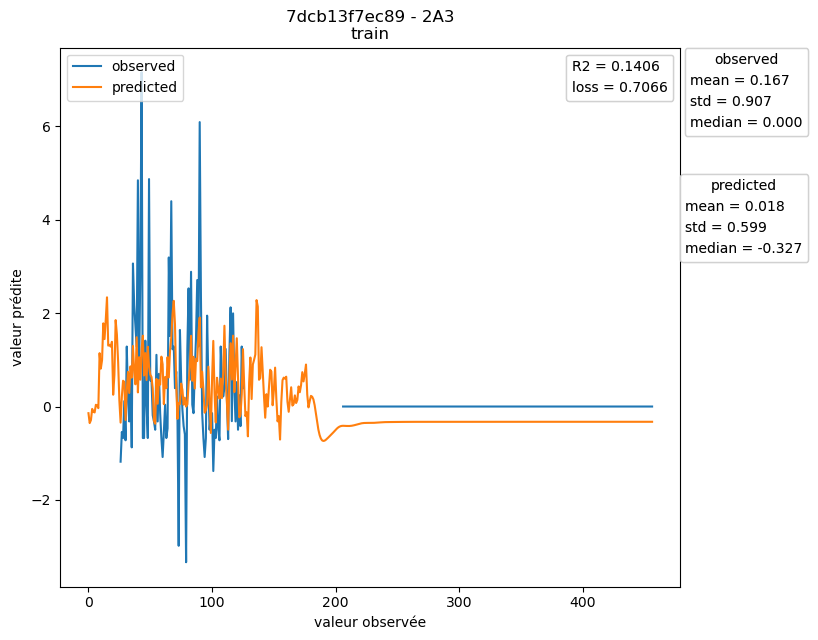 7dcb13f7ec89 - 2A3
train
observed
predicted
R2 = 0.1406
loss = 0.7066
observed
mean = 0.167
std = 0.907
median = 0.000
predicted
mean = 0.018
std = 0.599
median = -0.327
valeur prédite
6
4
2
0
−2
0 100 200 300 400
valeur observée